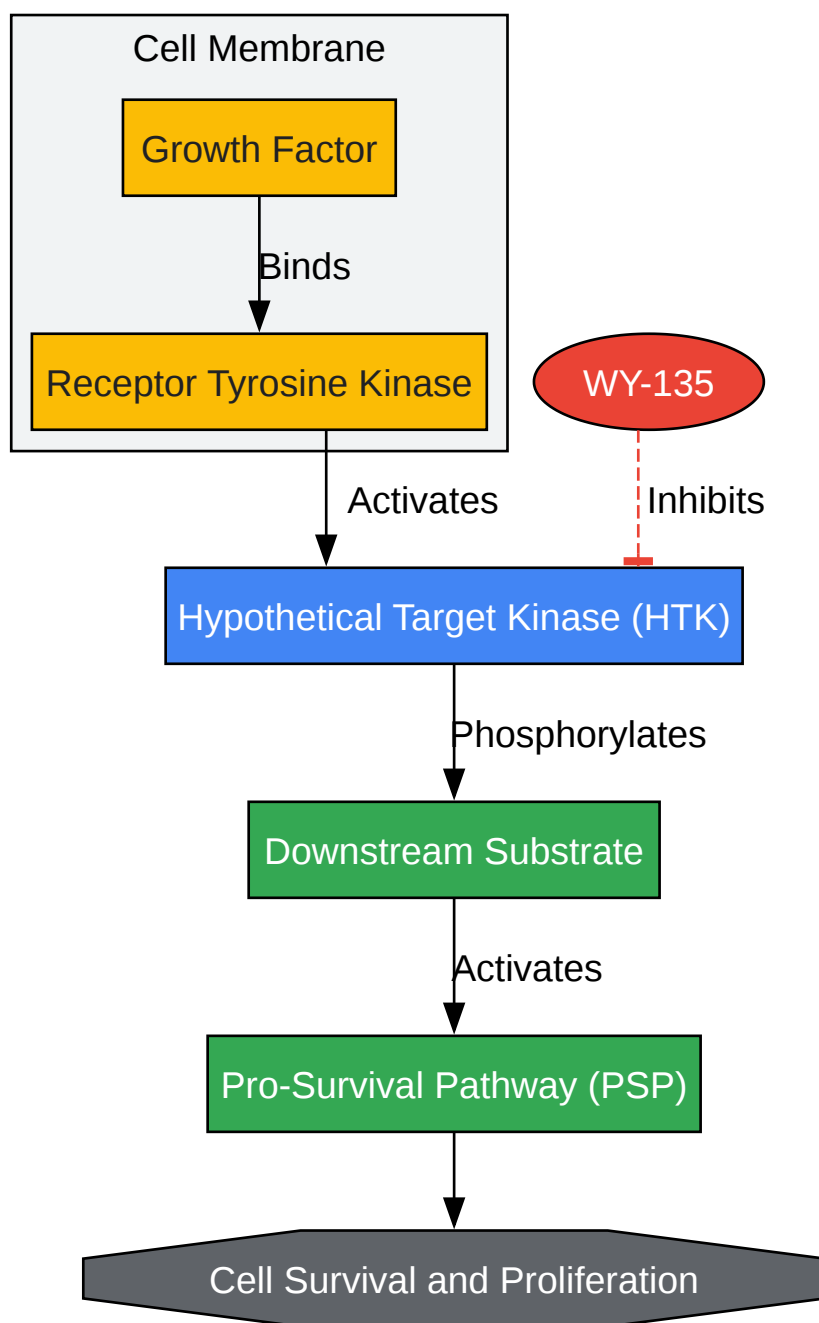 Cell Membrane
Growth Factor
Binds
Receptor Tyrosine Kinase
WY-135
Activates
Inhibits
Hypothetical Target Kinase (HTK)
Phosphorylates
Downstream Substrate
Activates
Pro-Survival Pathway (PSP)
Cell Survival and Proliferation